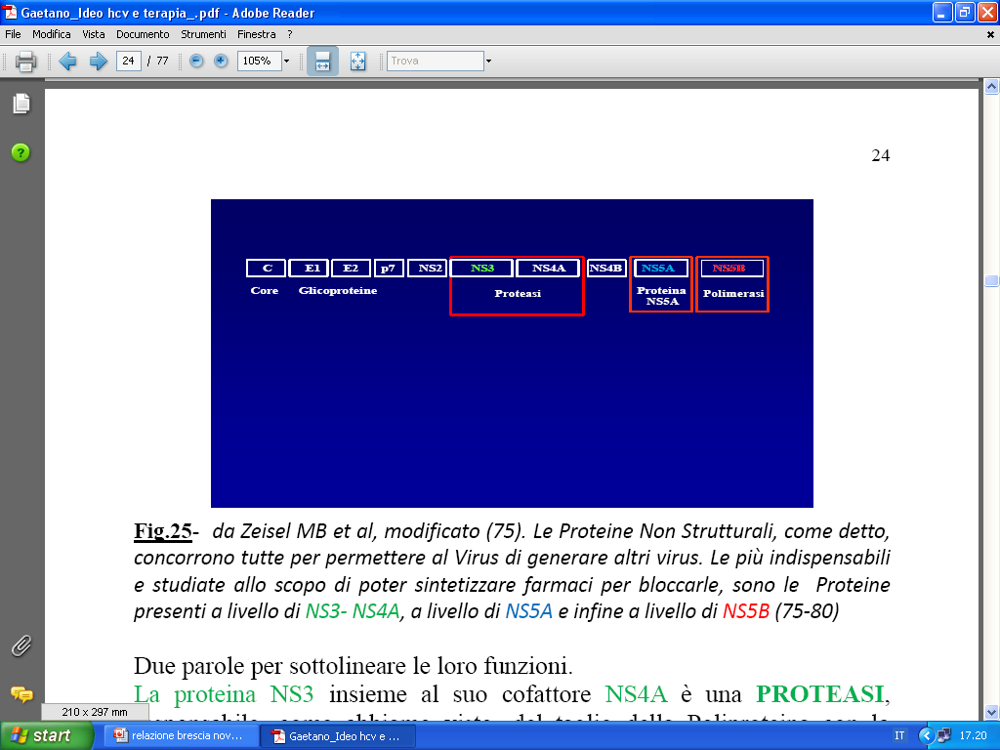 Gaetano_Ideo hcv e terapia_.pdf - Adobe Reader
File Modifica Vista Documento Strumenti Finestra ?
24 / 77 105% Trova
24
C E1 E2 p7 NS2 NS3 NS4A NS4B NS5A NS5B
Core Glicoproteine Proteasi Proteina NS5A Polimerasi
Fig.25- da Zeisel MB et al, modificato (75). Le Proteine Non Strutturali, come detto,
concorrono tutte per permettere al Virus di generare altri virus. Le più indispensabili
e studiate allo scopo di poter sintetizzare farmaci per bloccarle, sono le Proteine
presenti a livello di NS3- NS4A, a livello di NS5A e infine a livello di NS5B (75-80)
Due parole per sottolineare le loro funzioni.
La proteina NS3 insieme al suo cofattore NS4A è una PROTEASI,
responsabile, come abbiamo visto, del taglio della Poliproteina con la
210 x 297 mm
start relazione brescia nov... Gaetano_Ideo hcv e ... IT 17.20